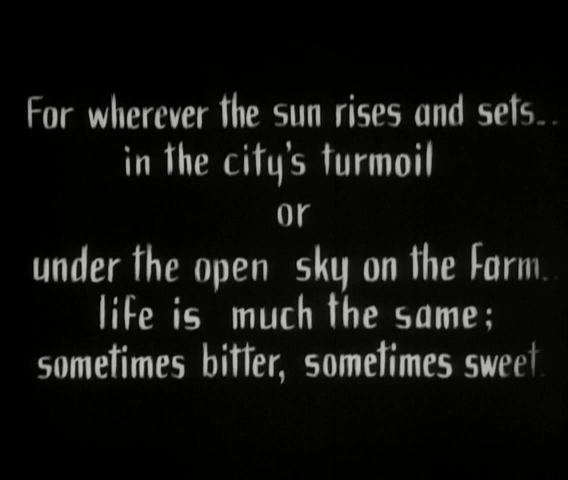 For wherever the sun rises and sets..
in the city's turmoil
or
under the open sky on the farm..
life is much the same;
sometimes bitter, sometimes sweet.